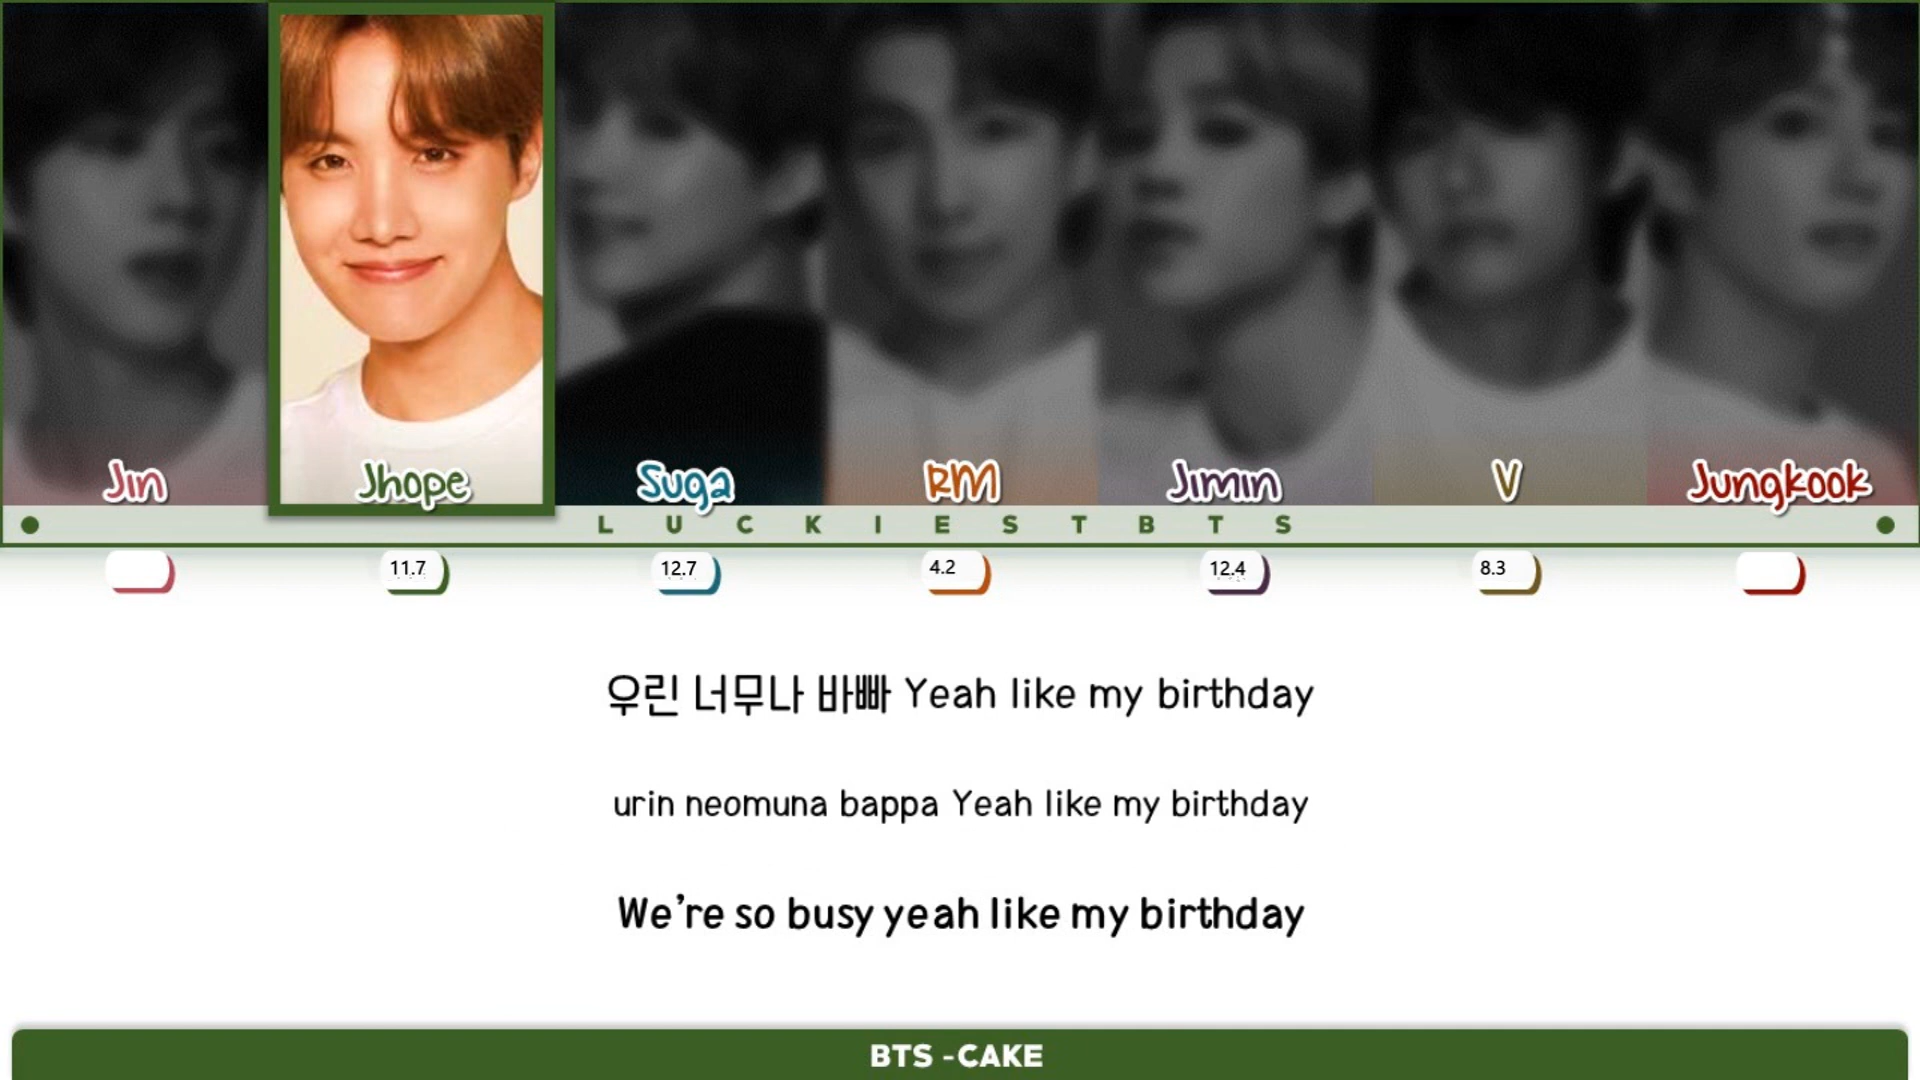 Jin Jhope Suga RM Jimin V Jungkook
LUCKIESTBTS
11.7 12.7 4.2 12.4 8.3
우린 너무나 바빠 Yeah like my birthday
urin neomuna bappa Yeah like my birthday
We're so busy yeah like my birthday
BTS -CAKE